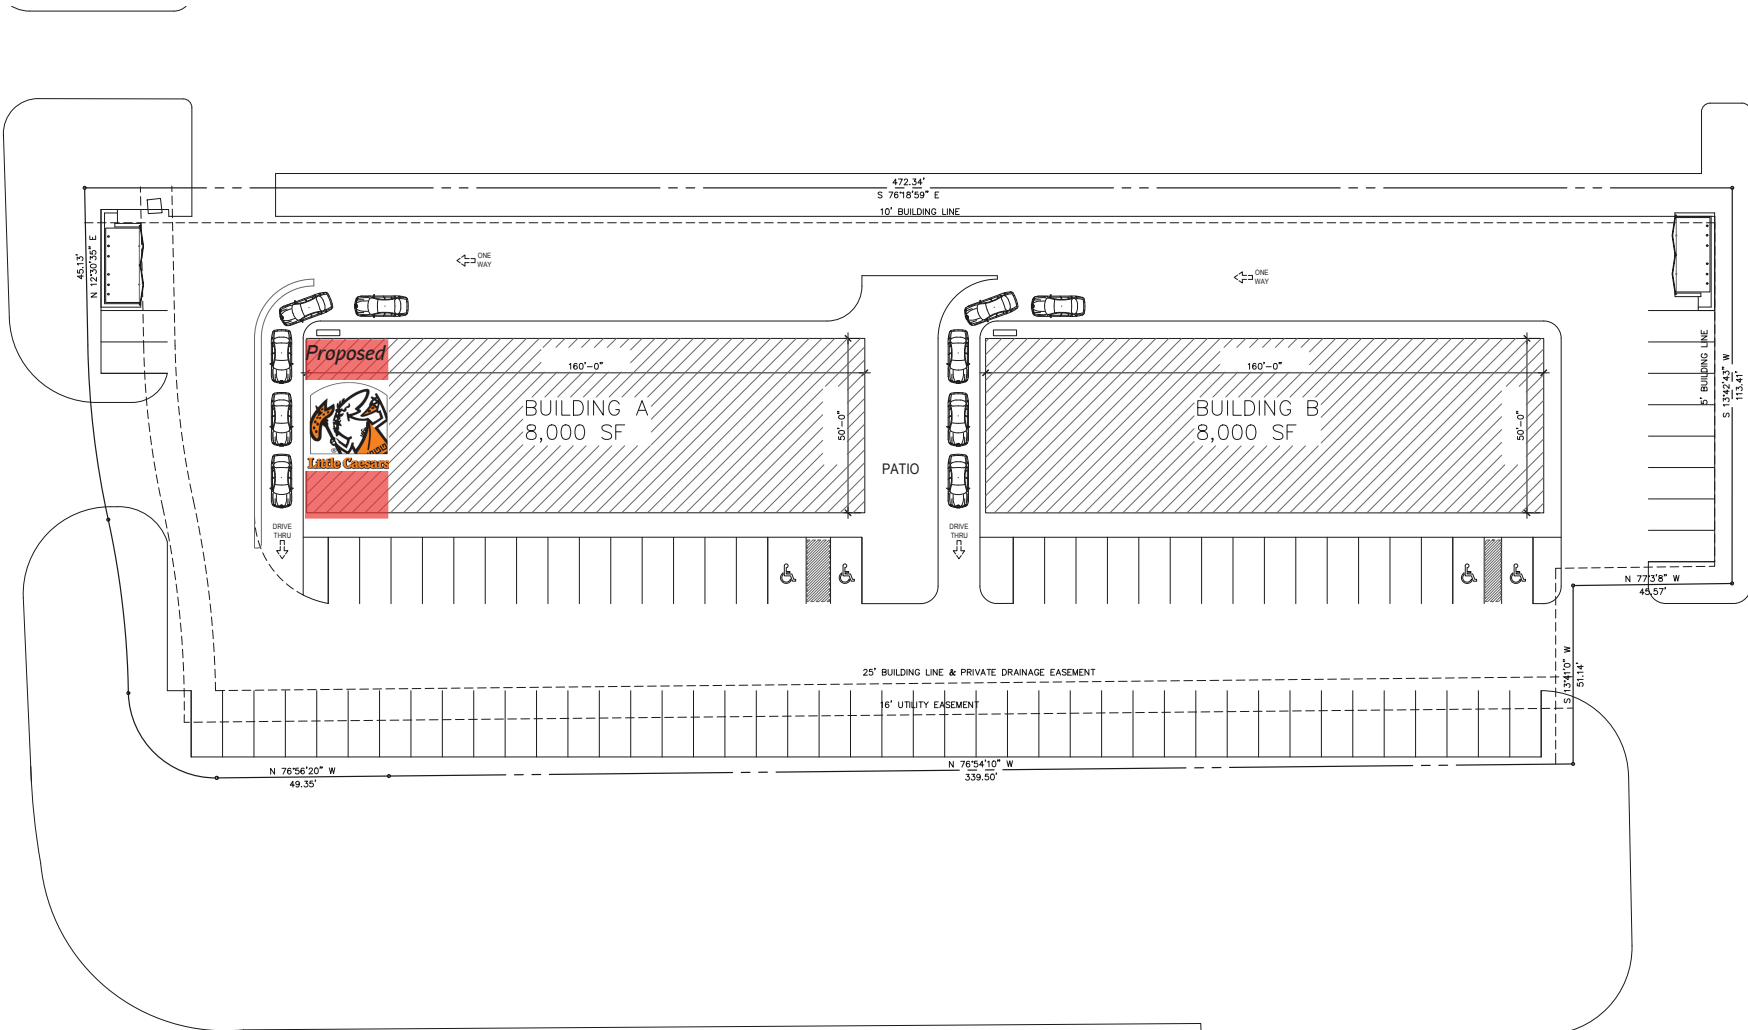 472.34'
S 76°18'59" E
10' BUILDING LINE
45.13'
N 12°30'35" E
ONE
WAY
ONE
WAY
Proposed
160'-0"
160'-0"
BUILDING A
8,000 SF
50'-0"
BUILDING B
8,000 SF
50'-0"
Little Caesars
PATIO
5' BUILDING LINE
S 13°42'43" W
113.41'
DRIVE
THRU
DRIVE
THRU
N 77°3'8" W
45.57'
S 13°41'0" W
51.14'
25' BUILDING LINE & PRIVATE DRAINAGE EASEMENT
16' UTILITY EASEMENT
N 76°56'20" W
49.35'
N 76°54'10" W
339.50'